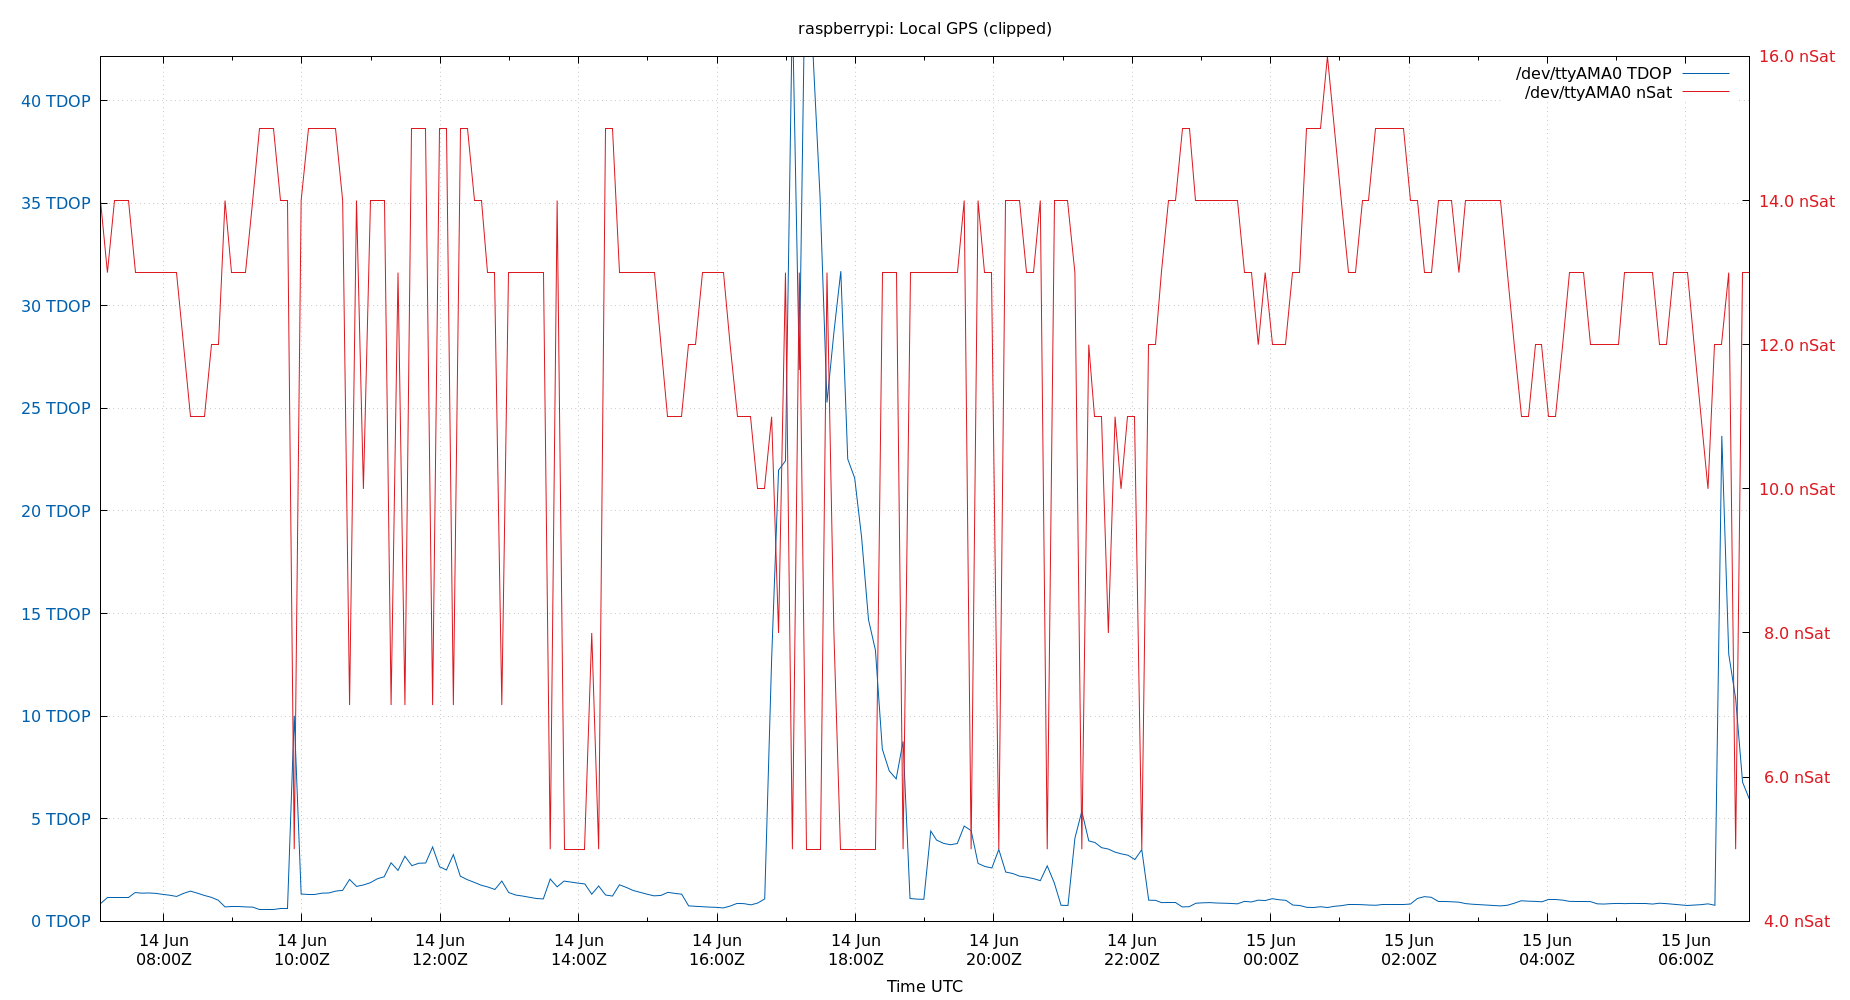 raspberrypi: Local GPS (clipped)
/dev/ttyAMA0 TDOP
/dev/ttyAMA0 nSat
40 TDOP
35 TDOP
30 TDOP
25 TDOP
20 TDOP
15 TDOP
10 TDOP
5 TDOP
0 TDOP
16.0 nSat
14.0 nSat
12.0 nSat
10.0 nSat
8.0 nSat
6.0 nSat
4.0 nSat
14 Jun 14 Jun 14 Jun 14 Jun 14 Jun 14 Jun 14 Jun 14 Jun 15 Jun 15 Jun 15 Jun 15 Jun
08:00Z 10:00Z 12:00Z 14:00Z 16:00Z 18:00Z 20:00Z 22:00Z 00:00Z 02:00Z 04:00Z 06:00Z
Time UTC